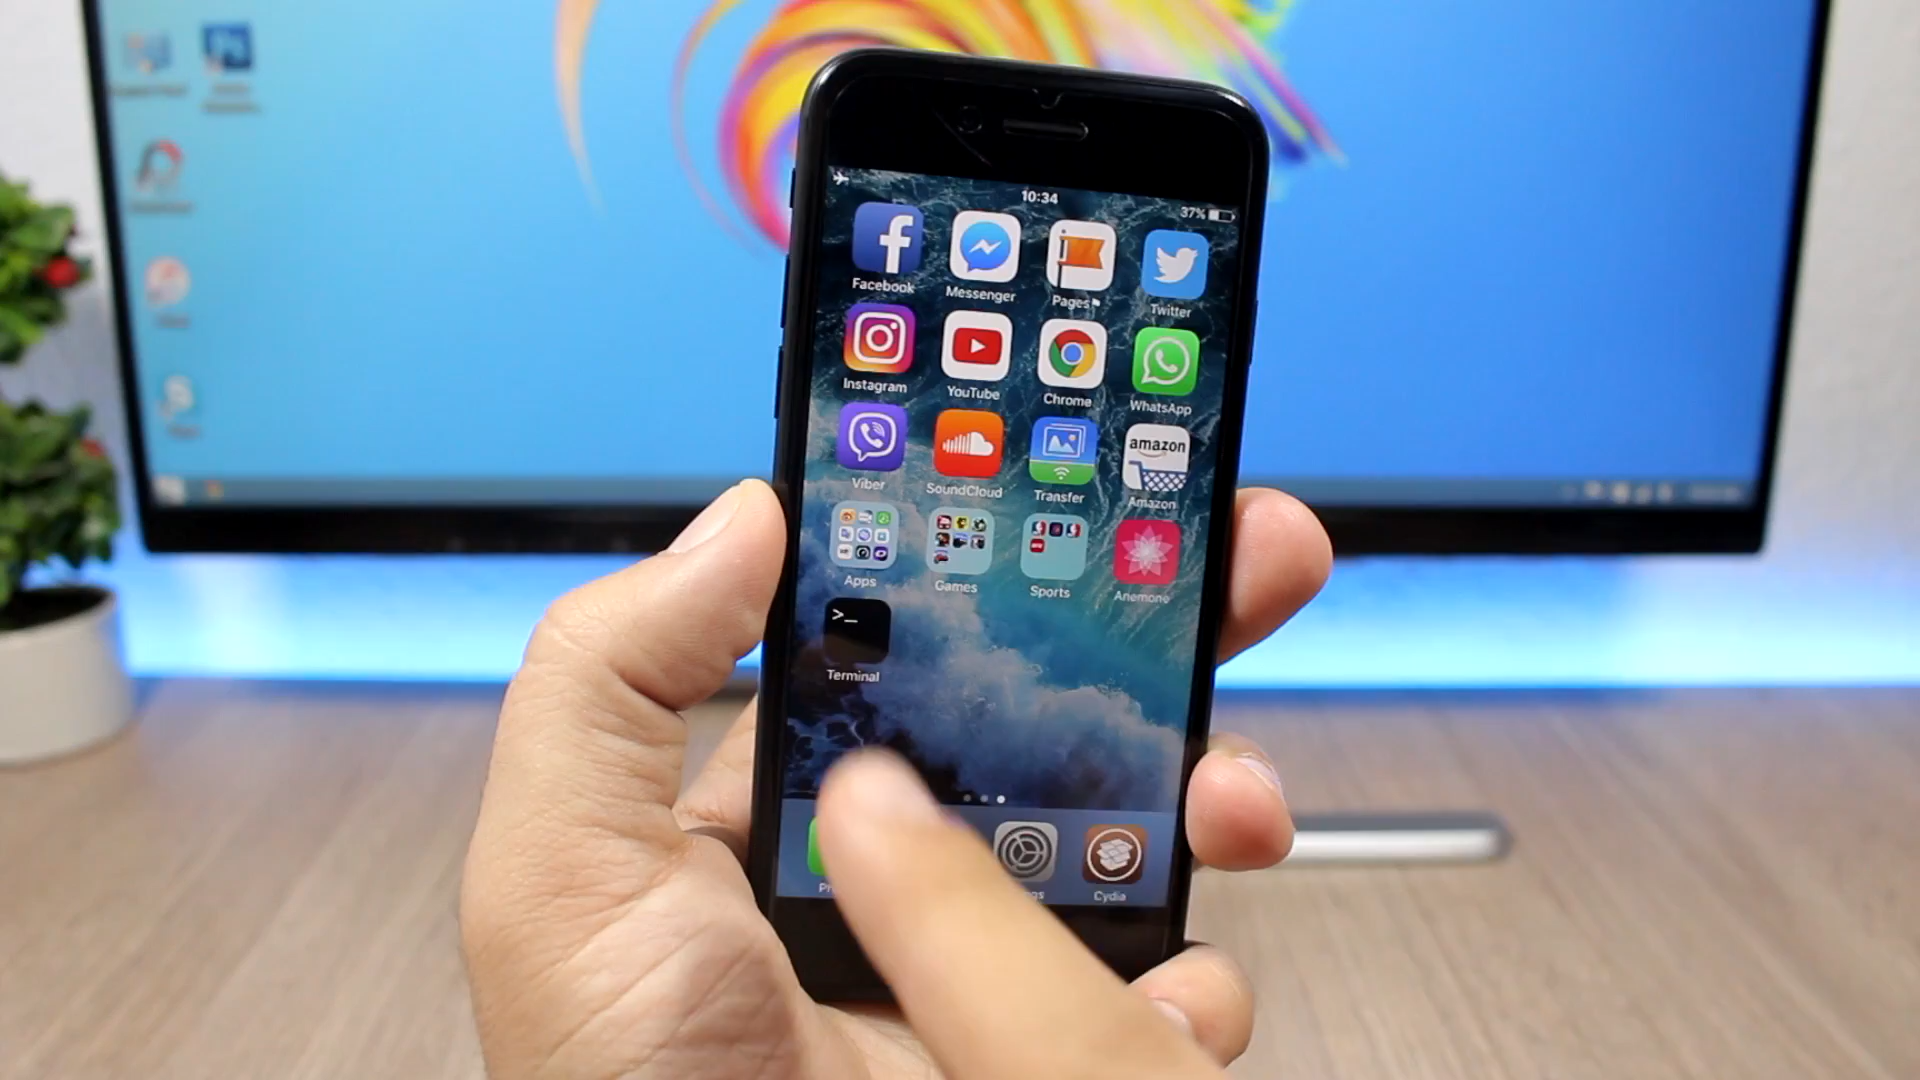 10:34
37%
Facebook
Messenger
Pages
Twitter
Instagram
YouTube
Chrome
WhatsApp
amazon
Viber
SoundCloud
Transfer
Amazon
Apps
Games
Sports
Anemone
>_
Terminal
Cydia